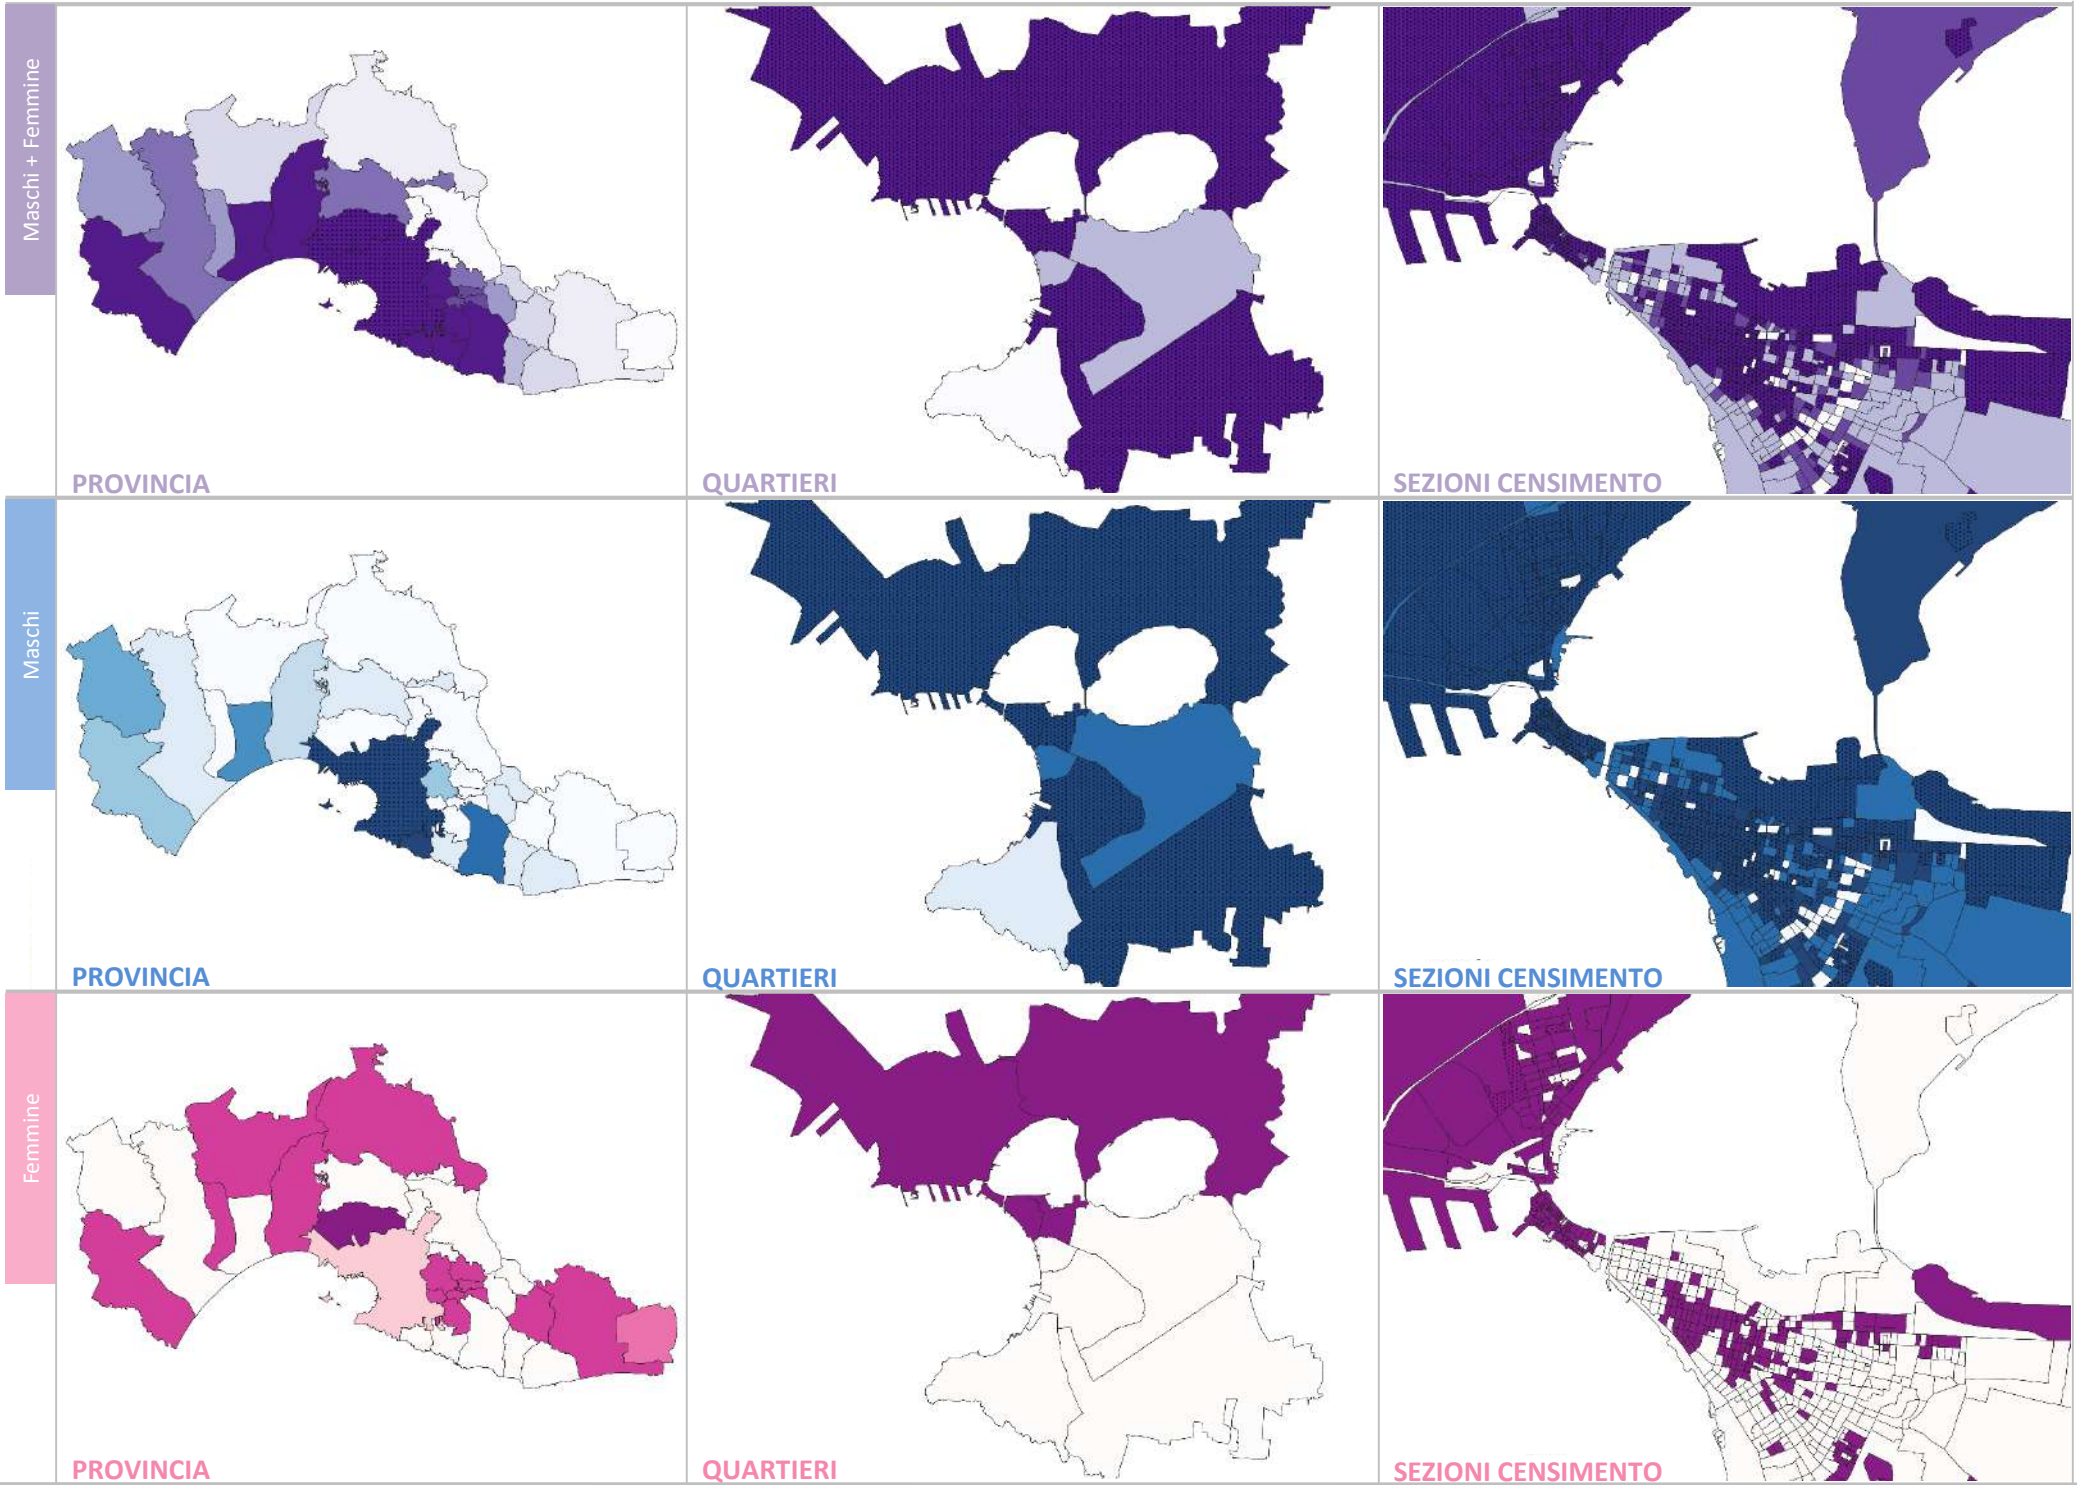 Maschi + Femmine
PROVINCIA
QUARTIERI
SEZIONI CENSIMENTO
Maschi
PROVINCIA
QUARTIERI
SEZIONI CENSIMENTO
Femmine
PROVINCIA
QUARTIERI
SEZIONI CENSIMENTO